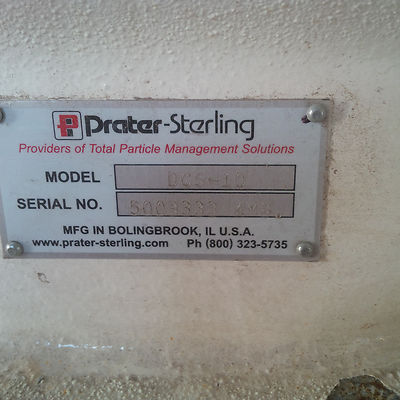 Prater-Sterling
Providers of Total Particle Management Solutions
MODEL
SERIAL NO.
MFG IN BOLINGBROOK, IL U.S.A.
www.prater-sterling.com Ph (800) 323-5735